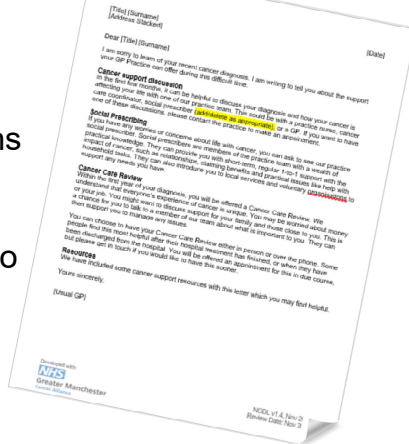 ns
o
[Title] [Surname]
[Address Stacked]
[Date]
Dear [Title] [Surname]
I am sorry to learn of your recent cancer diagnosis. I am writing to tell you about the support
your GP Practice can offer during this difficult time.
Cancer support discussion
In the first few months, it can be helpful to discuss your diagnosis and how your cancer is
affecting your life with one of our practice team. This could be with a practice nurse, cancer
care coordinator, social prescriber (add/delete as appropriate), or a GP. If you want to have
one of these discussions, please contact the practice to make an appointment.
Social Prescribing
If you have any worries or concerns about life with cancer, you can ask to see our practice
social prescriber. Social prescribers are members of the practice team with a wealth of
practical knowledge. They can provide you with short-term, regular 1-to-1 support with the
impact of cancer, such as relationships, claiming benefits and practical issues like help with
household tasks. They can also introduce you to local services and voluntary to
support any needs you have.
Cancer Care Review
Within the first year of your diagnosis, you will be offered a Cancer Care Review. We
understand that everyone's experience of cancer is unique. You may be worried about money
or your job. You might want to discuss support for your family and those close to you. This is
a chance for you to talk to a member of our team about what is important to you. They can
then support you to manage any issues.
You can choose to have your Cancer Care Review either in person or over the phone. Some
people find this most helpful after their hospital treatment has finished, or when they have
been discharged from the hospital. You will be offered an appointment for this in due course,
but please get in touch if you would like to have this sooner.
Resources
We have included some cancer support resources with this letter which you may find helpful.
Yours sincerely,
[Usual GP]
Developed with:
NHS
Greater Manchester
Cancer Alliance
NCDL v1.4, Nov 2
Review Date: Nov